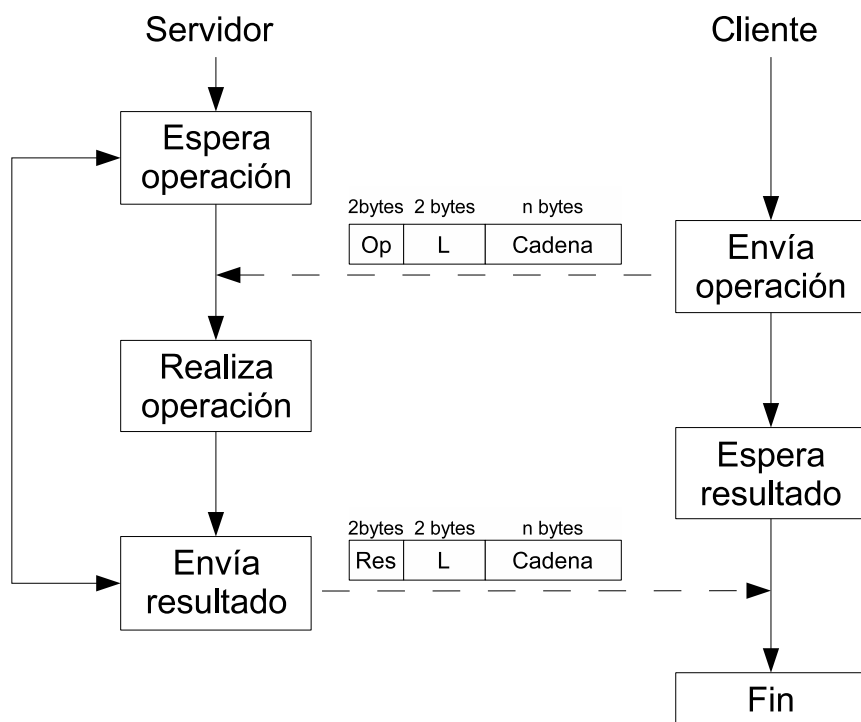 Servidor
Cliente
Espera
operación
2bytes 2 bytes n bytes
Op L Cadena
Envía
operación
Realiza
operación
Espera
resultado
2bytes 2 bytes n bytes
Res L Cadena
Envía
resultado
Fin